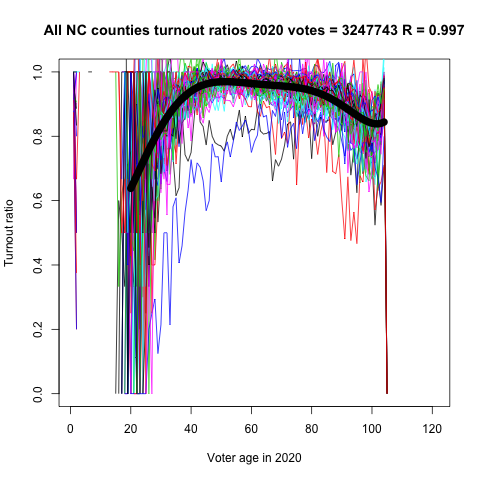 All NC counties turnout ratios 2020 votes = 3247743 R = 0.997
Turnout ratio
1.0
0.8
0.6
0.4
0.2
0.0
0 20 40 60 80 100 120
Voter age in 2020